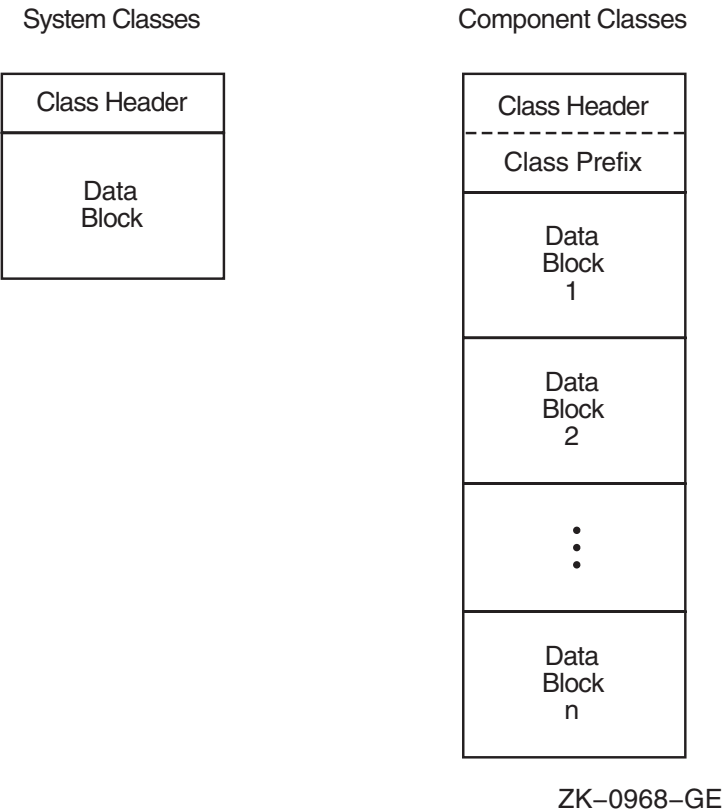 System Classes
Class Header
Data
Block
Component Classes
Class Header
Class Prefix
Data
Block
1
Data
Block
2
Data
Block
n
ZK–0968–GE